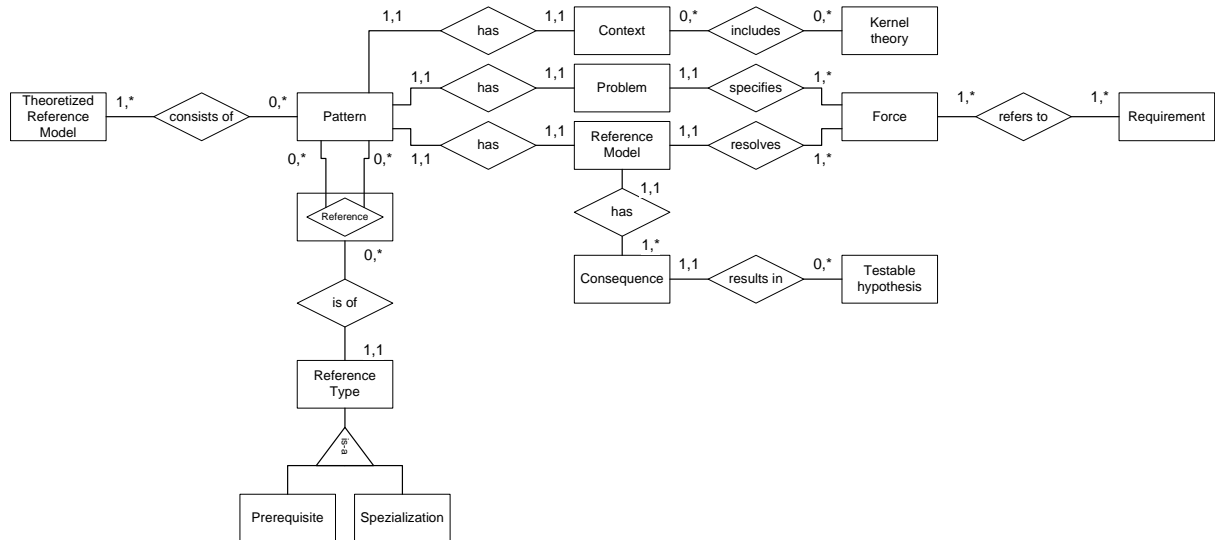 1,1
has
1,1
Context
0,*
includes
0,*
Kernel
theory
Theoretized
Reference
Model
1,*
consists of
0,*
Pattern
1,1
has
1,1
Problem
1,1
specifies
1,*
Force
1,*
refers to
1,*
Requirement
1,1
has
1,1
Reference
Model
1,1
resolves
1,*
0,*
0,*
Reference
0,*
1,1
has
1,*
Consequence
1,1
results in
0,*
Testable
hypothesis
is of
1,1
Reference
Type
is-a
Prerequisite
Spezialization